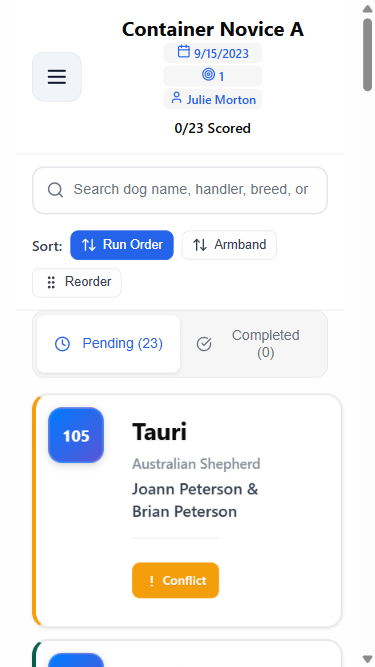 Container Novice A
9/15/2023
1
Julie Morton
0/23 Scored
Search dog name, handler, breed, or
Sort:
Run Order
Armband
Reorder
Pending (23)
Completed
(0)
105
Tauri
Australian Shepherd
Joann Peterson &
Brian Peterson
! Conflict